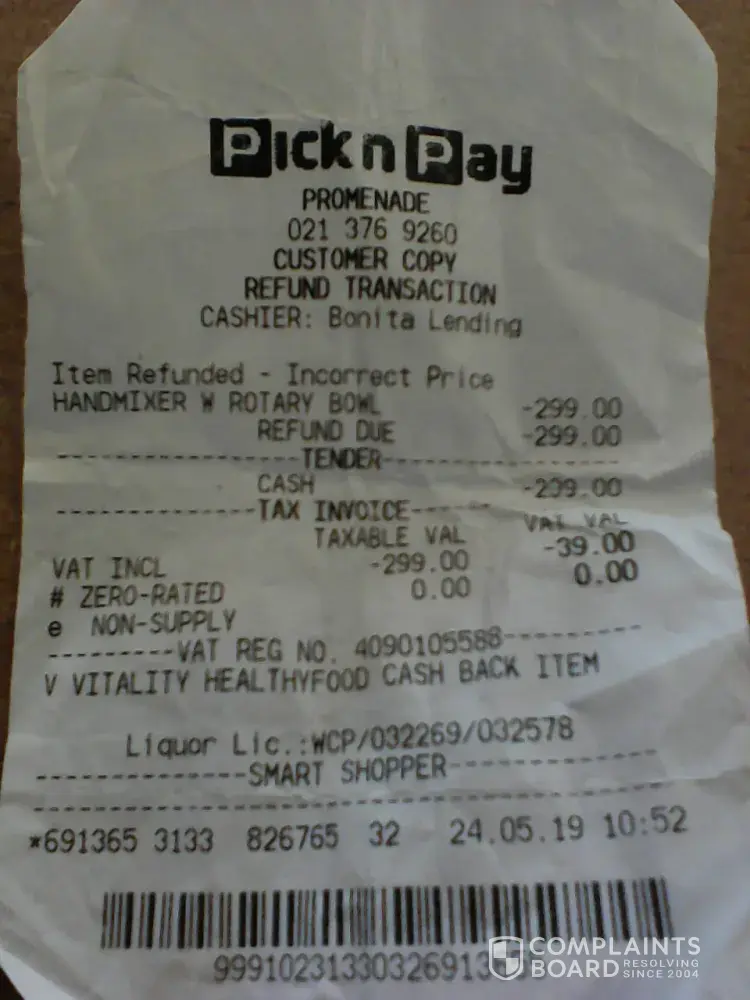 Pick n Pay
PROMENADE
021 376 9260
CUSTOMER COPY
REFUND TRANSACTION
CASHIER: Bonita Lending
Item Refunded - Incorrect Price
HANDMIXER W ROTARY BOWL -299.00
REFUND DUE -299.00
------------------TENDER------------------
CASH -299.00
---------------TAX INVOICE------
TAXABLE VAL VAT VAL
VAT INCL -299.00 -39.00
# ZERO-RATED 0.00 0.00
e NON-SUPPLY
---------VAT REG NO. 4090105588----------
V VITALITY HEALTHYFOOD CASH BACK ITEM
Liquor Lic.:WCP/032269/032578
---------------SMART SHOPPER---------------
------------------------------------------
*691365 3133 826765 32 24.05.19 10:52
COMPLAINTS
BOARD RESOLVING SINCE 2004